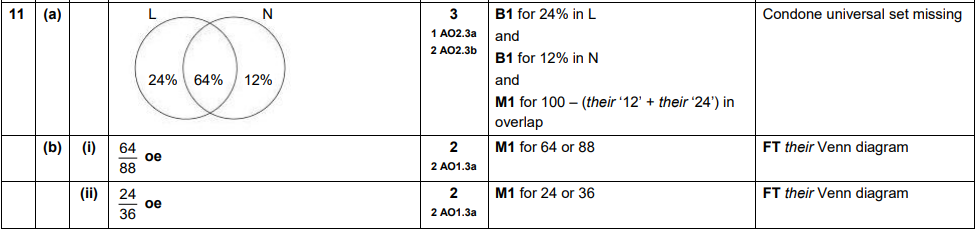 11 (a) L N 3 B1 for 24% in L Condone universal set missing
1 AO2.3a and
2 AO2.3b B1 for 12% in N
24% 64% 12% and
M1 for 100 – (their ‘12’ + their ‘24’) in
overlap
(b) (i) 64/88 oe 2 M1 for 64 or 88 FT their Venn diagram
2 AO1.3a
(ii) 24/36 oe 2 M1 for 24 or 36 FT their Venn diagram
2 AO1.3a